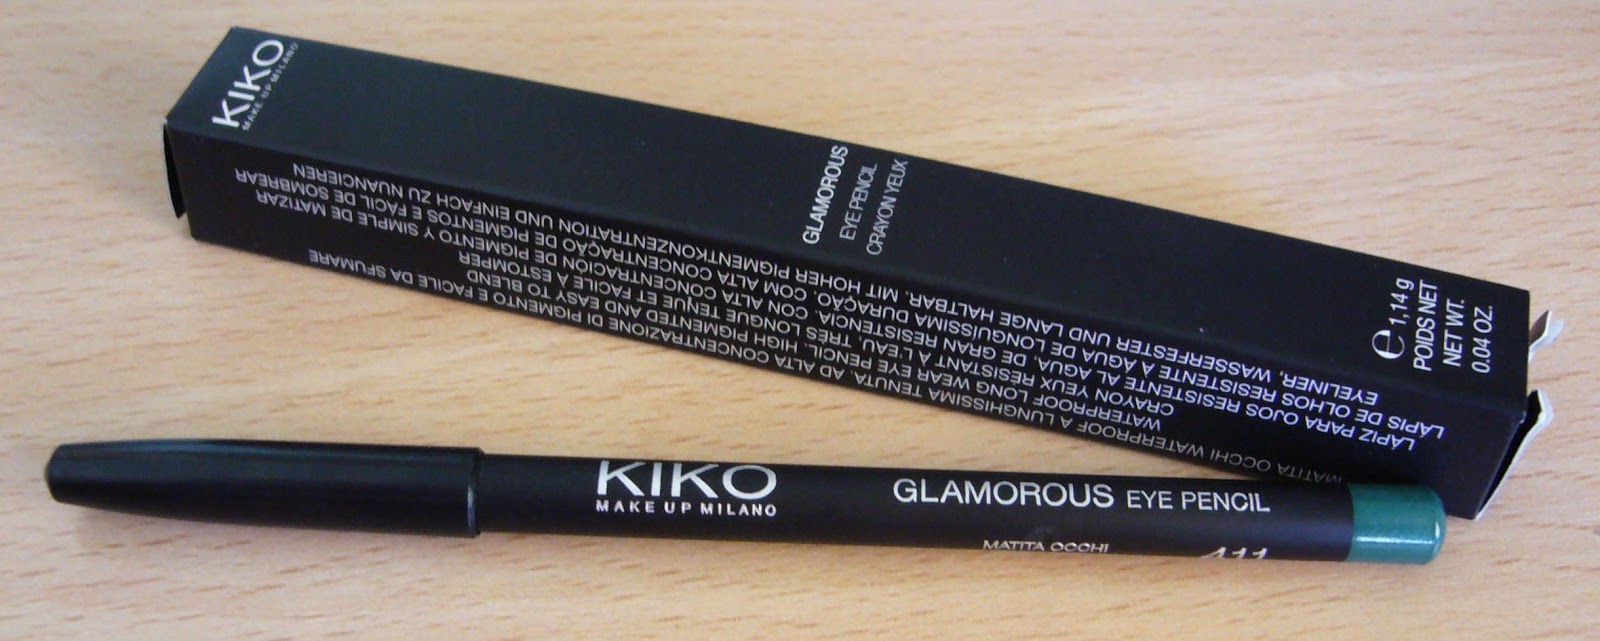 KIKO
MAKE UP MILANO
GLAMOROUS
EYE PENCIL
CRAYON YEUX
e 1,14 g
POIDS NET
NET WT.
0.04 OZ.
MATITA OCCHI WATERPROOF A LUNGHISSIMA TENUTA. AD ALTA CONCENTRAZIONE DI PIGMENTO E FACILE DA SFUMARE
WATERPROOF LONG WEAR EYE PENCIL. HIGH PIGMENTED AND EASY TO BLEND
CRAYON YEUX RÉSISTANT À L'EAU, TRÈS LONGUE TENUE ET FACILE À ESTOMPER
LÁPIZ PARA OJOS RESISTENTE AL AGUA, DE GRAN RESISTENCIA. CON ALTA CONCENTRACIÓN DE PIGMENTO Y SIMPLE DE MATIZAR
LÁPIS DE OLHOS RESISTENTE À ÁGUA DE LONGUÍSSIMA DURAÇÃO. COM ALTA CONCENTRAÇÃO DE PIGMENTOS E FÁCIL DE SOMBREAR
EYELINER, WASSERFESTER UND LANGE HALTBAR. MIT HOHER PIGMENTKONZENTRATION UND EINFACH ZU NUANCIEREN
KIKO
MAKE UP MILANO
GLAMOROUS EYE PENCIL
MATITA OCCHI
411